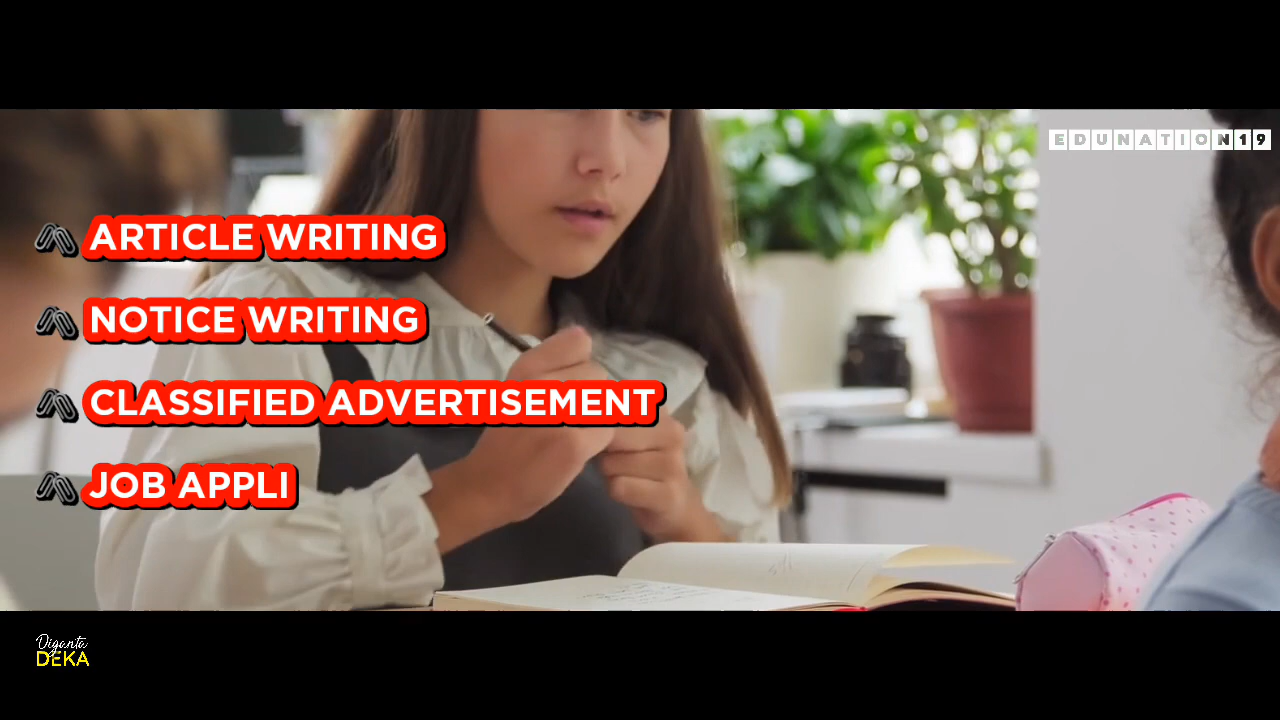 EDUNATION19
ARTICLE WRITING
NOTICE WRITING
CLASSIFIED ADVERTISEMENT
JOB APPLI
Diganta
DEKA